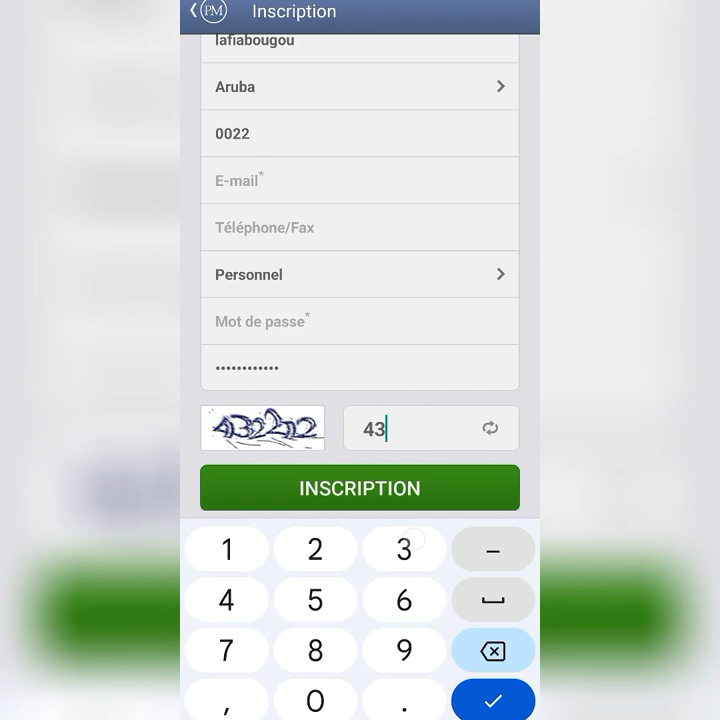 PM Inscription
lafiabougou
Aruba
0022
E-mail*
Téléphone/Fax
Personnel
Mot de passe*
••••••••••••
43
INSCRIPTION
1 2 3 –
4 5 6
7 8 9
, 0 .